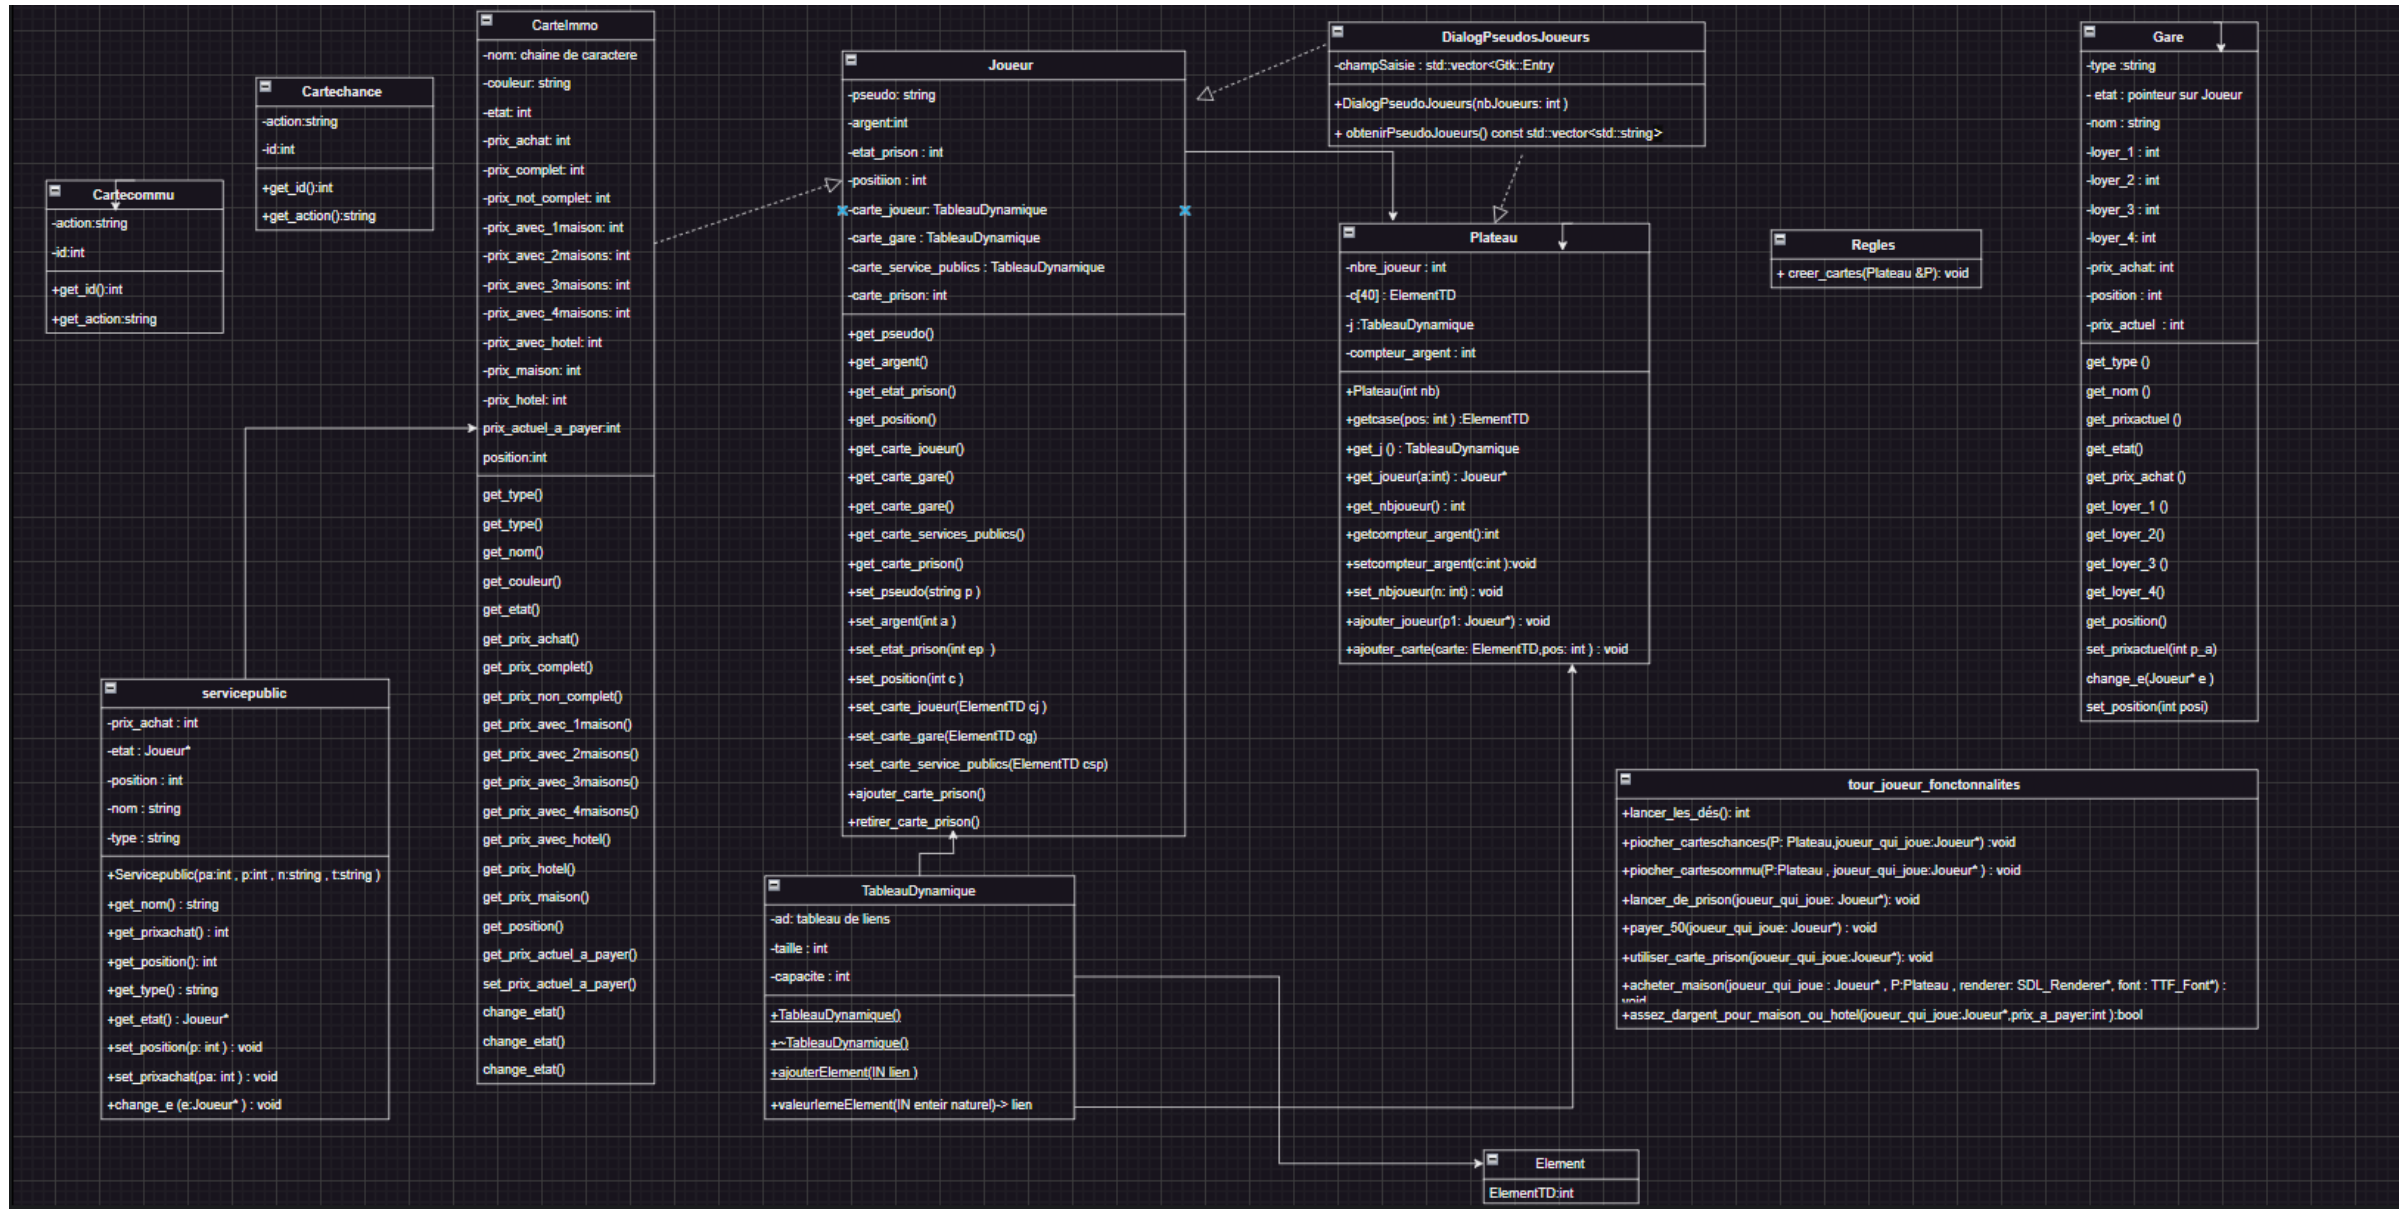 Cartecommu
-action:string
-id:int
+get_id():int
+get_action:string
Cartechance
-action:string
-id:int
+get_id():int
+get_action():string
CarteImmo
-nom: chaine de caractere
-couleur: string
-etat: int
-prix_achat: int
-prix_complet: int
-prix_not_complet: int
-prix_avec_1maison: int
-prix_avec_2maisons: int
-prix_avec_3maisons: int
-prix_avec_4maisons: int
-prix_avec_hotel: int
-prix_maison: int
-prix_hotel: int
prix_actuel_a_payer:int
position:int
get_type()
get_type()
get_nom()
get_couleur()
get_etat()
get_prix_achat()
get_prix_complet()
get_prix_non_complet()
get_prix_avec_1maison()
get_prix_avec_2maisons()
get_prix_avec_3maisons()
get_prix_avec_4maisons()
get_prix_avec_hotel()
get_prix_hotel()
get_prix_maison()
get_position()
get_prix_actuel_a_payer()
set_prix_actuel_a_payer()
change_etat()
change_etat()
change_etat()
servicepublic
-prix_achat : int
-etat : Joueur*
-position : int
-nom : string
-type : string
+Servicepublic(pa:int , p:int , n:string , t:string )
+get_nom() : string
+get_prixachat() : int
+get_position(): int
+get_type() : string
+get_etat() : Joueur*
+set_position(p: int ) : void
+set_prixachat(pa: int ) : void
+change_e (e:Joueur* ) : void
Joueur
-pseudo: string
-argent:int
-etat_prison : int
-positiion : int
-carte_joueur: TableauDynamique
-carte_gare : TableauDynamique
-carte_service_publics : TableauDynamique
-carte_prison: int
+get_pseudo()
+get_argent()
+get_etat_prison()
+get_position()
+get_carte_joueur()
+get_carte_gare()
+get_carte_gare()
+get_carte_services_publics()
+get_carte_prison()
+set_pseudo(string p )
+set_argent(int a )
+set_etat_prison(int ep  )
+set_position(int c )
+set_carte_joueur(ElementTD cj )
+set_carte_gare(ElementTD cg)
+set_carte_service_publics(ElementTD csp)
+ajouter_carte_prison()
+retirer_carte_prison()
TableauDynamique
-ad: tableau de liens
-taille : int
-capacite : int
+TableauDynamique()
+~TableauDynamique()
+ajouterElement(IN lien )
+valeurIemeElement(IN enteir naturel)-> lien
DialogPseudosJoueurs
-champSaisie : std::vector<Gtk::Entry
+DialogPseudoJoueurs(nbJoueurs: int )
+ obtenirPseudoJoueurs() const std::vector<std::string>
Plateau
-nbre_joueur : int
-c[40] : ElementTD
-j :TableauDynamique
-compteur_argent : int
+Plateau(int nb)
+getcase(pos: int ) :ElementTD
+get_j () : TableauDynamique
+get_joueur(a:int) : Joueur*
+get_nbjoueur() : int
+getcompteur_argent():int
+setcompteur_argent(c:int ):void
+set_nbjoueur(n: int) : void
+ajouter_joueur(p1: Joueur*) : void
+ajouter_carte(carte: ElementTD,pos: int ) : void
Element
ElementTD:int
Regles
+ creer_cartes(Plateau &P): void
Gare
-type :string
- etat : pointeur sur Joueur
-nom : string
-loyer_1 : int
-loyer_2 : int
-loyer_3 : int
-loyer_4: int
-prix_achat: int
-position : int
-prix_actuel  : int
get_type ()
get_nom ()
get_prixactuel ()
get_etat()
get_prix_achat ()
get_loyer_1 ()
get_loyer_2()
get_loyer_3 ()
get_loyer_4()
get_position()
set_prixactuel(int p_a)
change_e(Joueur* e )
set_position(int posi)
tour_joueur_fonctonnalites
+lancer_les_dés(): int
+piocher_carteschances(P: Plateau,joueur_qui_joue:Joueur*) :void
+piocher_cartescommu(P:Plateau , joueur_qui_joue:Joueur* ) : void
+lancer_de_prison(joueur_qui_joue: Joueur*): void
+payer_50(joueur_qui_joue: Joueur*) : void
+utiliser_carte_prison(joueur_qui_joue:Joueur*): void
+acheter_maison(joueur_qui_joue : Joueur* , P:Plateau , renderer: SDL_Renderer*, font : TTF_Font*) :
void
+assez_dargent_pour_maison_ou_hotel(joueur_qui_joue:Joueur*,prix_a_payer:int ):bool